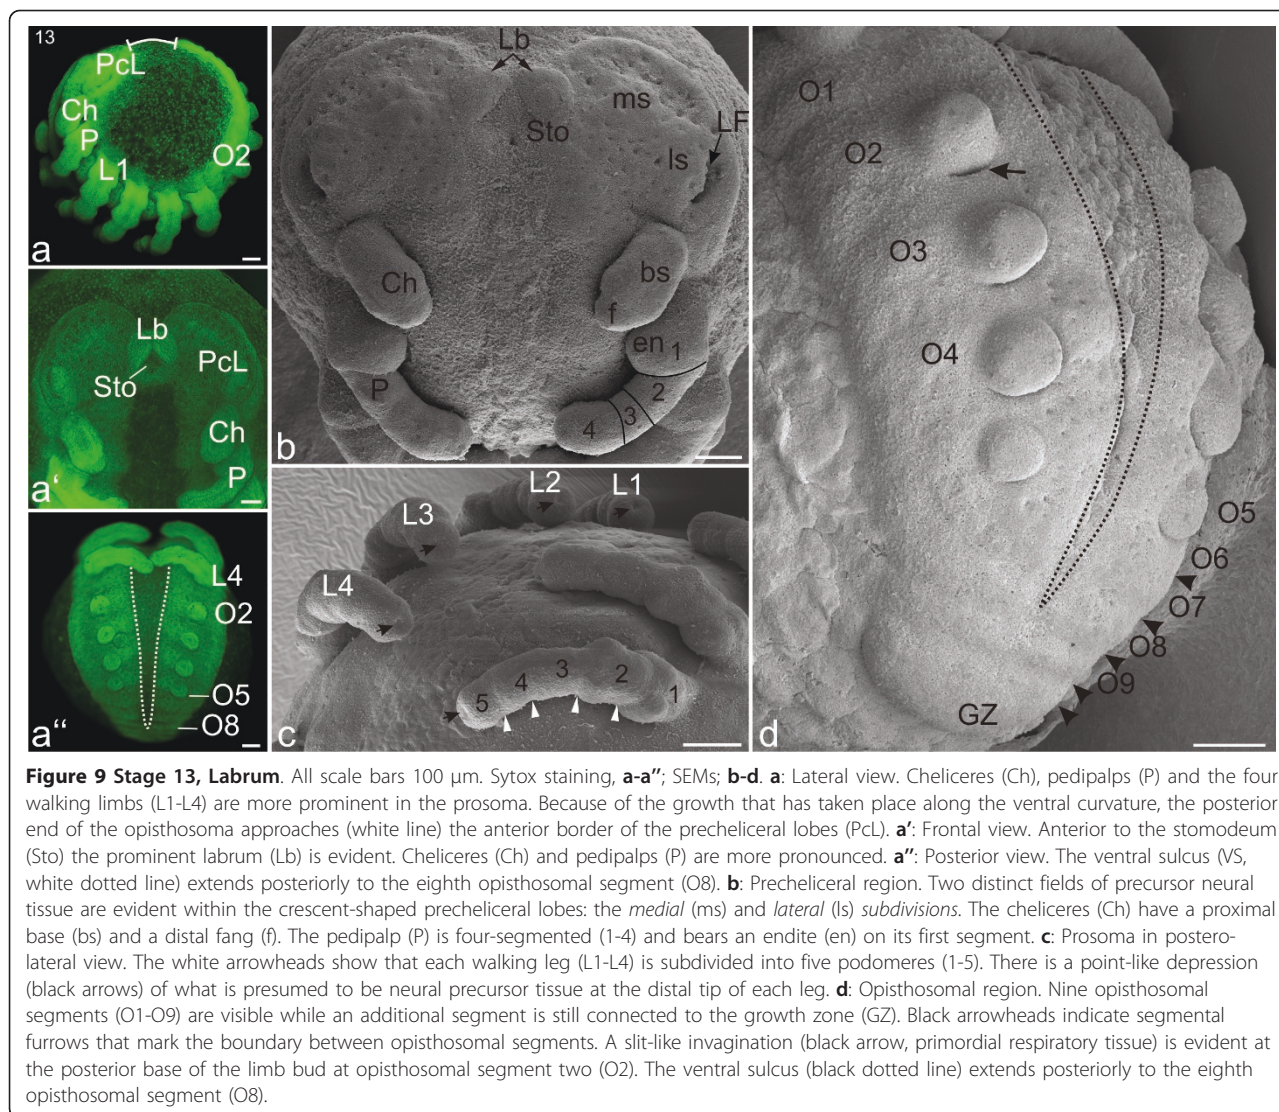 13
PcL
Ch
P
L1
O2
a
Lb
PcL
Sto
Ch
P
a'
L4
O2
O5
O8
a"
Lb
ms
Sto
LF
ls
Ch
bs
f
en
1
P
2
3
4
b
L2
L1
L3
L4
3
4
2
5
1
c
O1
O2
O3
O4
O5
O6
O7
O8
O9
GZ
d
Figure 9 Stage 13, Labrum. All scale bars 100 μm. Sytox staining, a-a″; SEMs; b-d. a: Lateral view. Cheliceres (Ch), pedipalps (P) and the four
walking limbs (L1-L4) are more prominent in the prosoma. Because of the growth that has taken place along the ventral curvature, the posterior
end of the opisthosoma approaches (white line) the anterior border of the precheliceral lobes (PcL). a′: Frontal view. Anterior to the stomodeum
(Sto) the prominent labrum (Lb) is evident. Cheliceres (Ch) and pedipalps (P) are more pronounced. a″: Posterior view. The ventral sulcus (VS,
white dotted line) extends posteriorly to the eighth opisthosomal segment (O8). b: Precheliceral region. Two distinct fields of precursor neural
tissue are evident within the crescent-shaped precheliceral lobes: the medial (ms) and lateral (ls) subdivisions. The cheliceres (Ch) have a proximal
base (bs) and a distal fang (f). The pedipalp (P) is four-segmented (1-4) and bears an endite (en) on its first segment. c: Prosoma in postero-
lateral view. The white arrowheads show that each walking leg (L1-L4) is subdivided into five podomeres (1-5). There is a point-like depression
(black arrows) of what is presumed to be neural precursor tissue at the distal tip of each leg. d: Opisthosomal region. Nine opisthosomal
segments (O1-O9) are visible while an additional segment is still connected to the growth zone (GZ). Black arrowheads indicate segmental
furrows that mark the boundary between opisthosomal segments. A slit-like invagination (black arrow, primordial respiratory tissue) is evident at
the posterior base of the limb bud at opisthosomal segment two (O2). The ventral sulcus (black dotted line) extends posteriorly to the eighth
opisthosomal segment (O8).